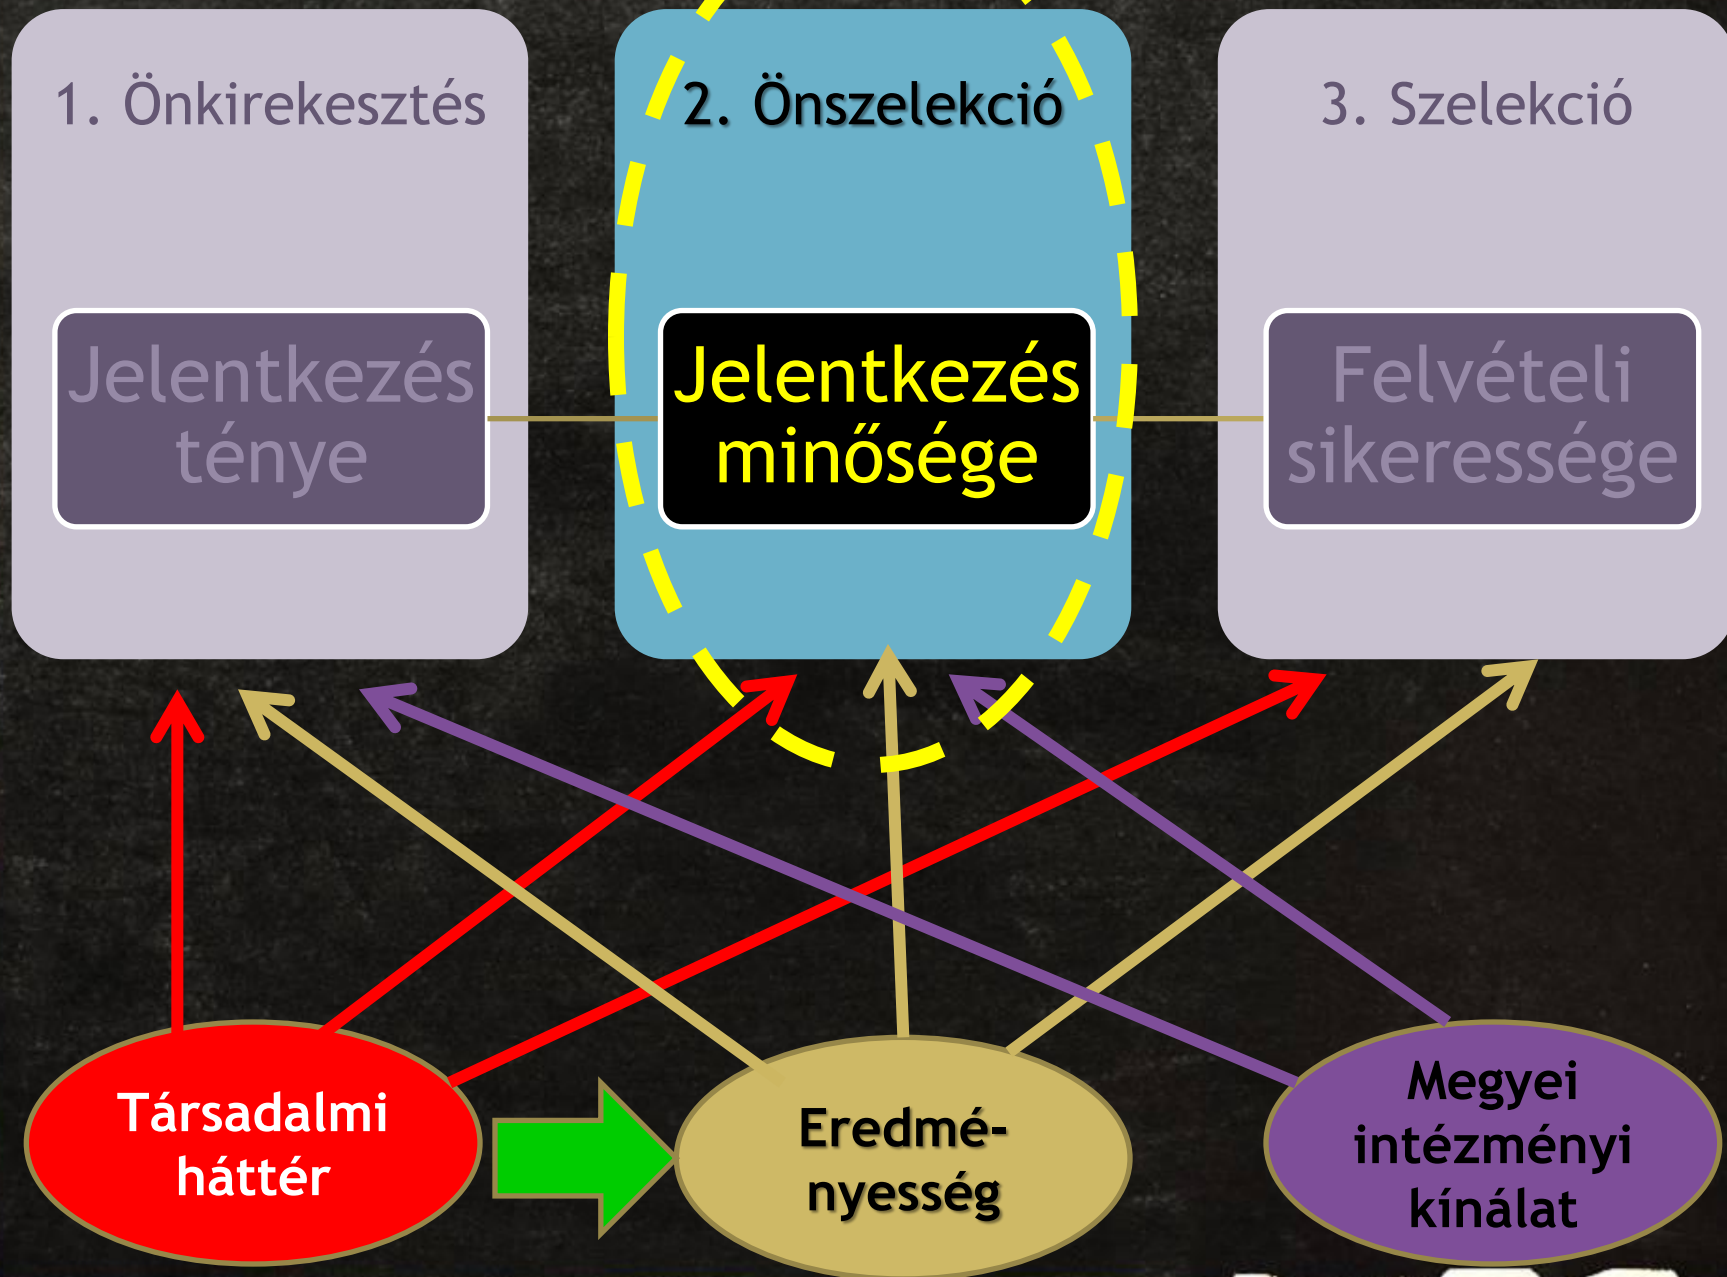 1. Önkirekesztés
Jelentkezés
ténye
2. Önszelekció
Jelentkezés
minősége
3. Szelekció
Felvételi
sikeressége
Társadalmi
háttér
Eredmé-
nyesség
Megyei
intézményi
kínálat